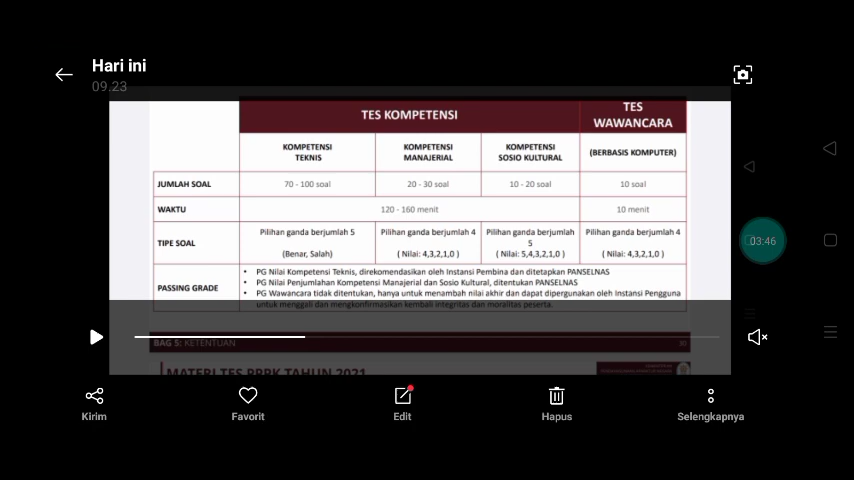 Hari ini
09.23
TES KOMPETENSI
TES
WAWANCARA
KOMPETENSI
TEKNIS
KOMPETENSI
MANAJERIAL
KOMPETENSI
SOSIO KULTURAL
(BERBASIS KOMPUTER)
JUMLAH SOAL
70 - 100 soal
20 - 30 soal
10 - 20 soal
10 soal
WAKTU
120 - 160 menit
10 menit
TIPE SOAL
Pilihan ganda berjumlah 5
(Benar, Salah)
Pilihan ganda berjumlah 4
( Nilai: 4,3,2,1,0 )
Pilihan ganda berjumlah
5
( Nilai: 5,4,3,2,1,0 )
Pilihan ganda berjumlah 4
( Nilai: 4,3,2,1,0 )
PASSING GRADE
• PG Nilai Kompetensi Teknis, direkomendasikan oleh Instansi Pembina dan ditetapkan PANSELNAS
• PG Nilai Penjumlahan Kompetensi Manajerial dan Sosio Kultural, ditentukan PANSELNAS
• PG Wawancara tidak ditentukan, hanya untuk menambah nilai akhir dan dapat dipergunakan oleh Instansi Pengguna
untuk menggali dan mengkonfirmasikan kembali integritas dan moralitas peserta.
03:46
BAG 5: KETENTUAN
MATERI TES PPPK TAHUN 2021
Kirim
Favorit
Edit
Hapus
Selengkapnya